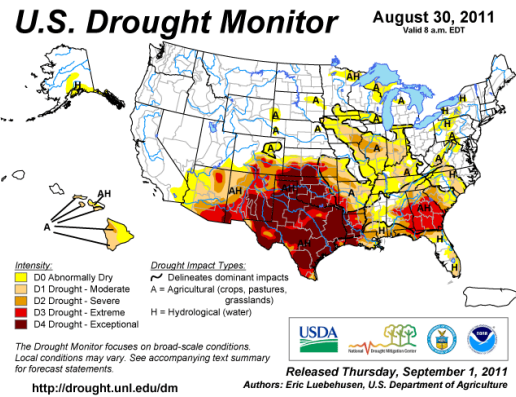 U.S. Drought Monitor
August 30, 2011
Valid 8 a.m. EDT
H
AH
A
A
A
A
A
A
H
H
A
A
H
AH
AH
A
A
AH
H
H
AH
H
H
AH
A
Intensity:
D0 Abnormally Dry
D1 Drought - Moderate
D2 Drought - Severe
D3 Drought - Extreme
D4 Drought - Exceptional
Drought Impact Types:
Delineates dominant impacts
A = Agricultural (crops, pastures,
grasslands)
H = Hydrological (water)
The Drought Monitor focuses on broad-scale conditions.
Local conditions may vary. See accompanying text summary
for forecast statements.
http://drought.unl.edu/dm
USDA
National Drought Mitigation Center
Released Thursday, September 1, 2011
Authors: Eric Luebehusen, U.S. Department of Agriculture